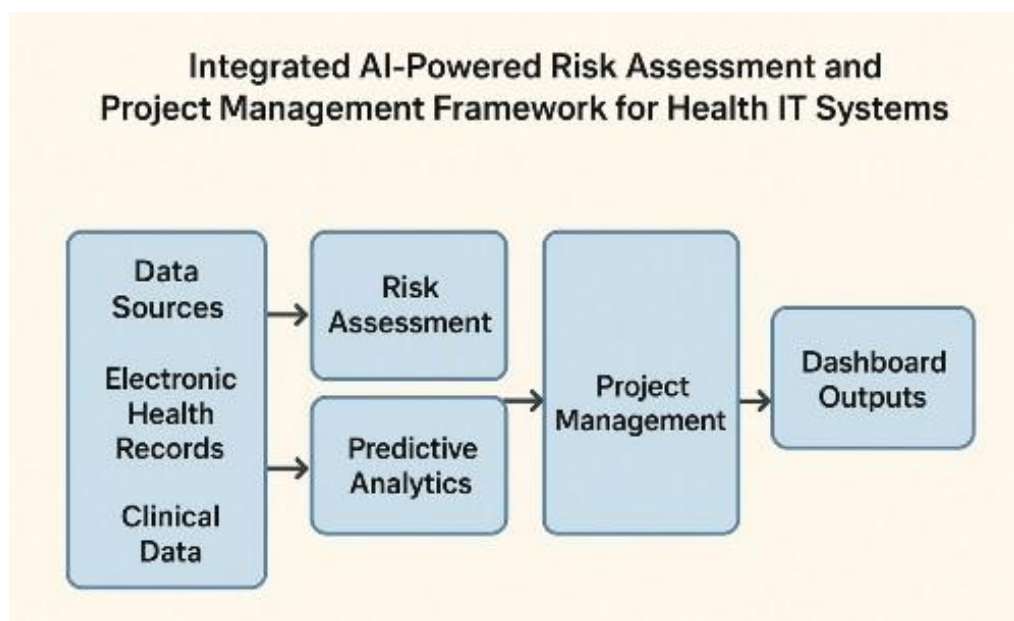 Integrated AI-Powered Risk Assessment and
Project Management Framework for Health IT Systems
Data
Sources
Electronic
Health
Records
Clinical
Data
Risk
Assessment
Predictive
Analytics
Project
Management
Dashboard
Outputs